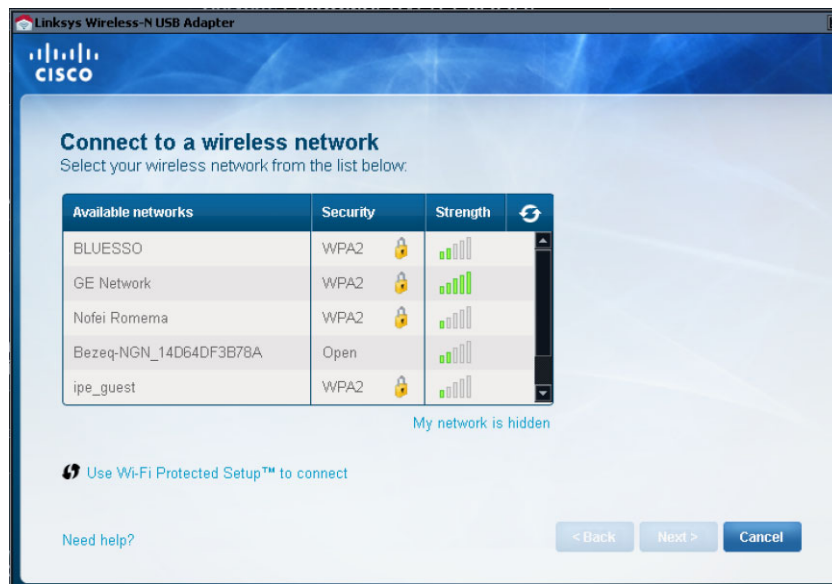 Linksys Wireless-N USB Adapter
CISCO
Connect to a wireless network
Select your wireless network from the list below:
Available networks Security Strength
BLUESSO WPA2
GE Network WPA2
Nofei Romema WPA2
Bezeq-NGN_14D64DF3B78A Open
ipe_guest WPA2
My network is hidden
Use Wi-Fi Protected Setup™ to connect
Need help? < Back Next > Cancel